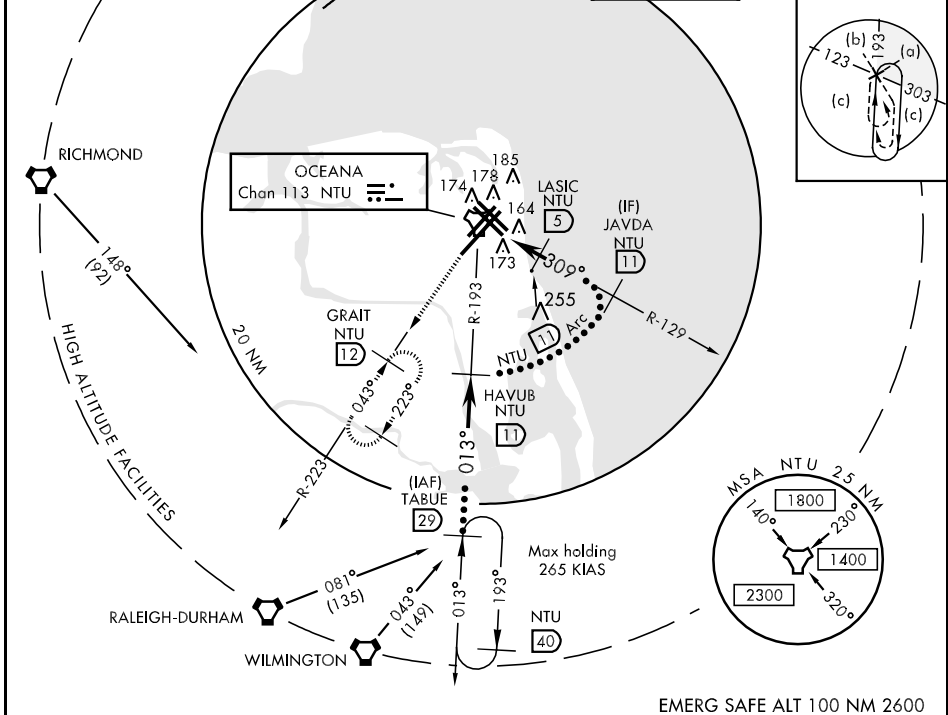 (b)
193
(a)
123
303
(c)
(c)
RICHMOND
148°
(92)
OCEANA
Chan 113 NTU
185
178
174
164
173
LASIC
NTU
5
(IF)
JAVDA
NTU
11
309°
255
R-129
NTU 11 Arc
R-193
20 NM
GRAIT
NTU
12
043°
223°
R-223
HAVUB
NTU
11
013°
HIGH ALTITUDE FACILITIES
(IAF)
TABUE
29
Max holding
265 KIAS
013°
193°
NTU
40
081°
(135)
RALEIGH-DURHAM
043°
(149)
WILMINGTON
MSA NTU 25 NM
1800
140°
230°
1400
2300
320°
EMERG SAFE ALT 100 NM 2600